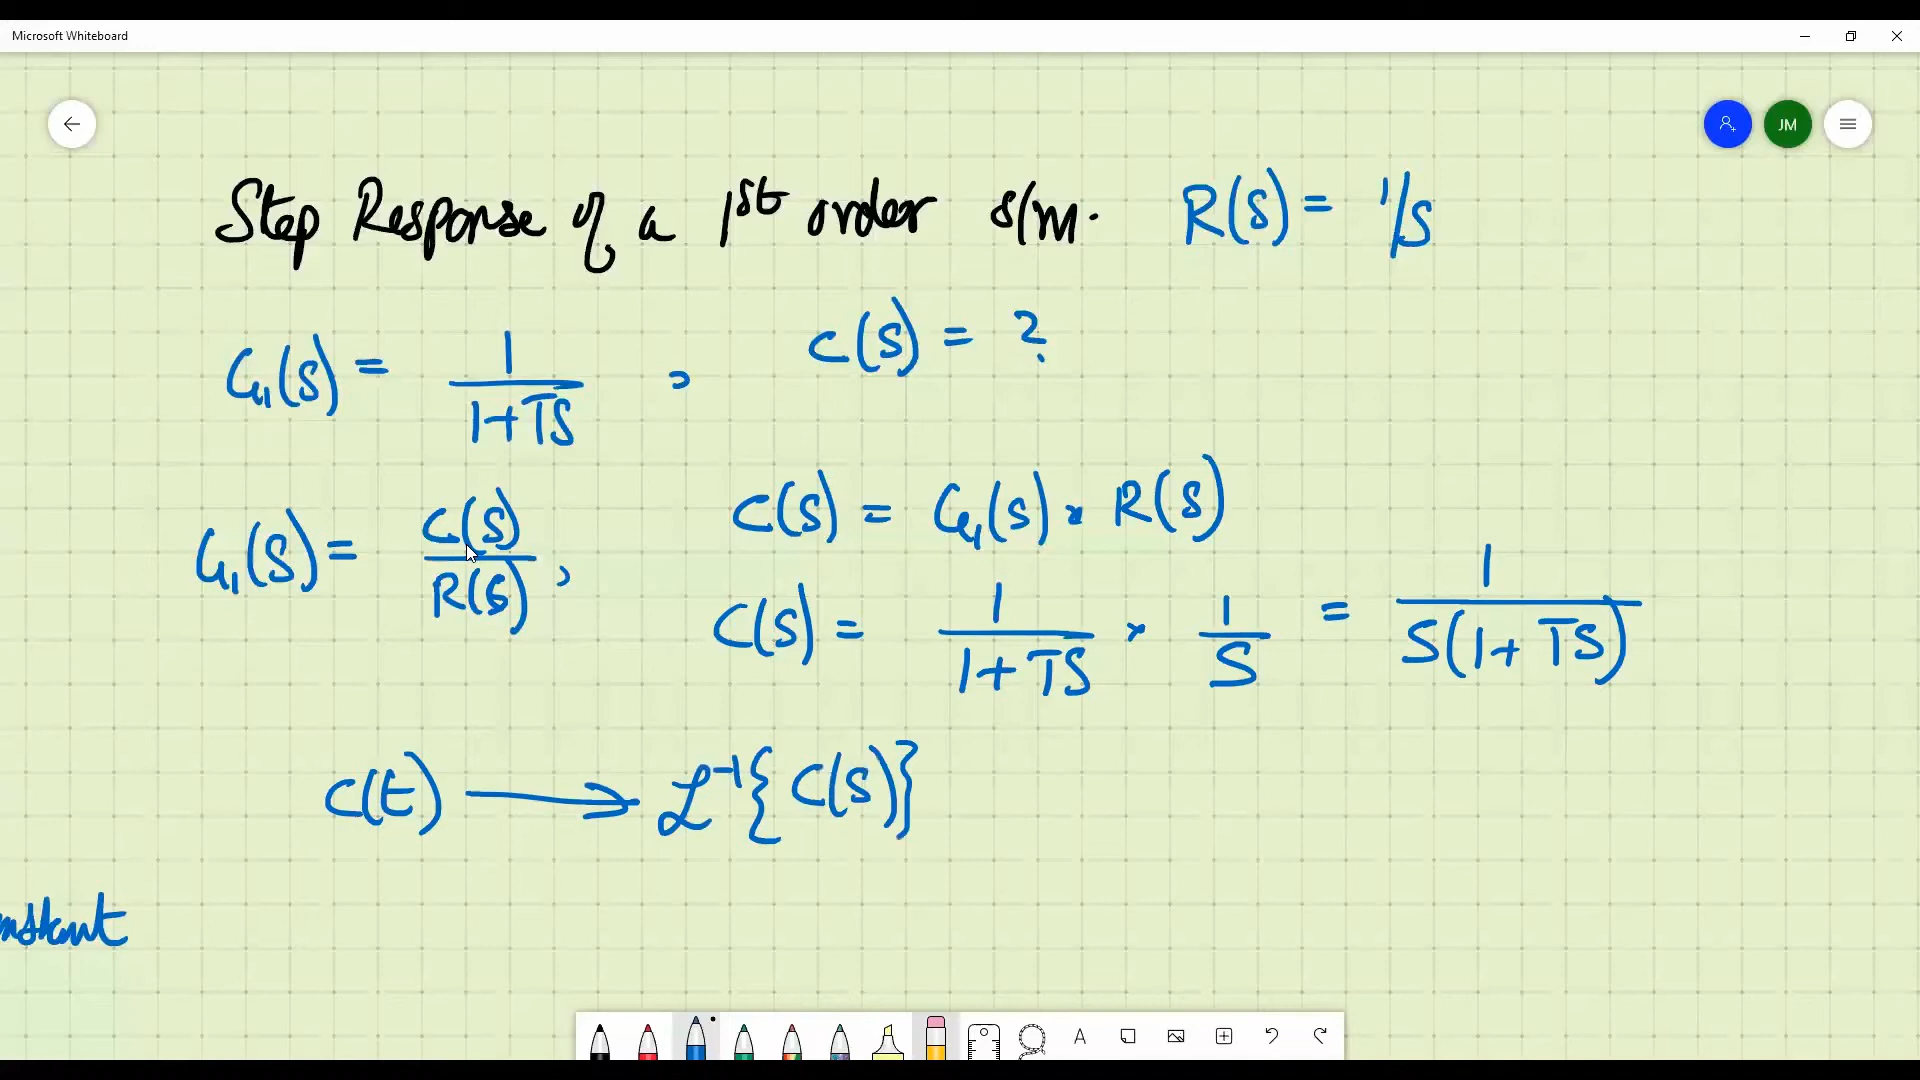 Microsoft Whiteboard
JM
Step Response of a 1st order s/m. R(S) = 1/S
G1(S) = 1/(1+TS) , C(S) = ?
G1(S) = C(S)/R(S) , C(S) = G1(S) × R(S)
C(S) = 1/(1+TS) × 1/S = 1/(S(1+TS))
C(t) ⟶ ℒ⁻¹{C(S)}
nstant
A